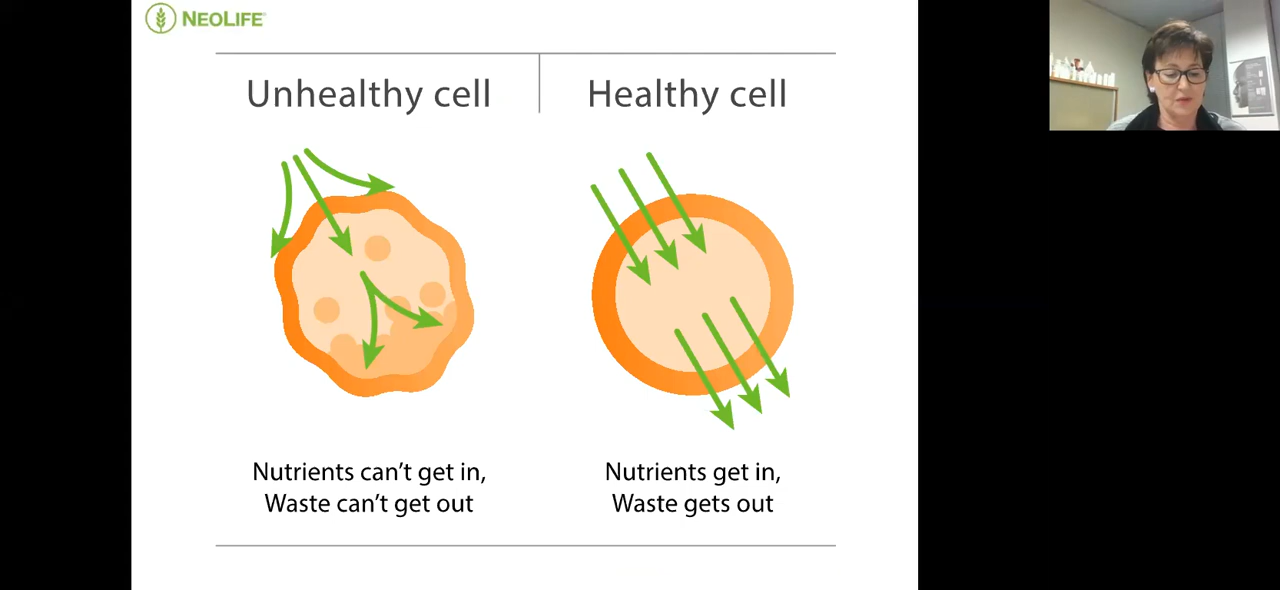 NEOLIFE
Unhealthy cell
Healthy cell
Nutrients can't get in,
Waste can't get out
Nutrients get in,
Waste gets out